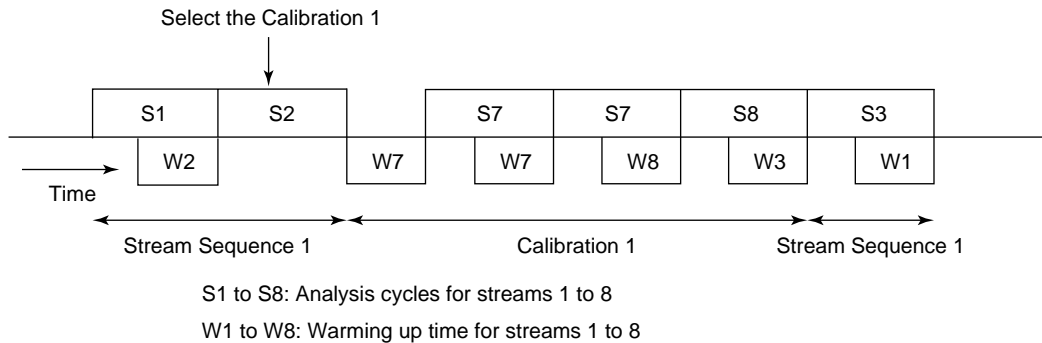 Select the Calibration 1
S1 S2 S7 S7 S8 S3
W2 W7 W7 W8 W3 W1
Time
Stream Sequence 1 Calibration 1 Stream Sequence 1
S1 to S8: Analysis cycles for streams 1 to 8
W1 to W8: Warming up time for streams 1 to 8